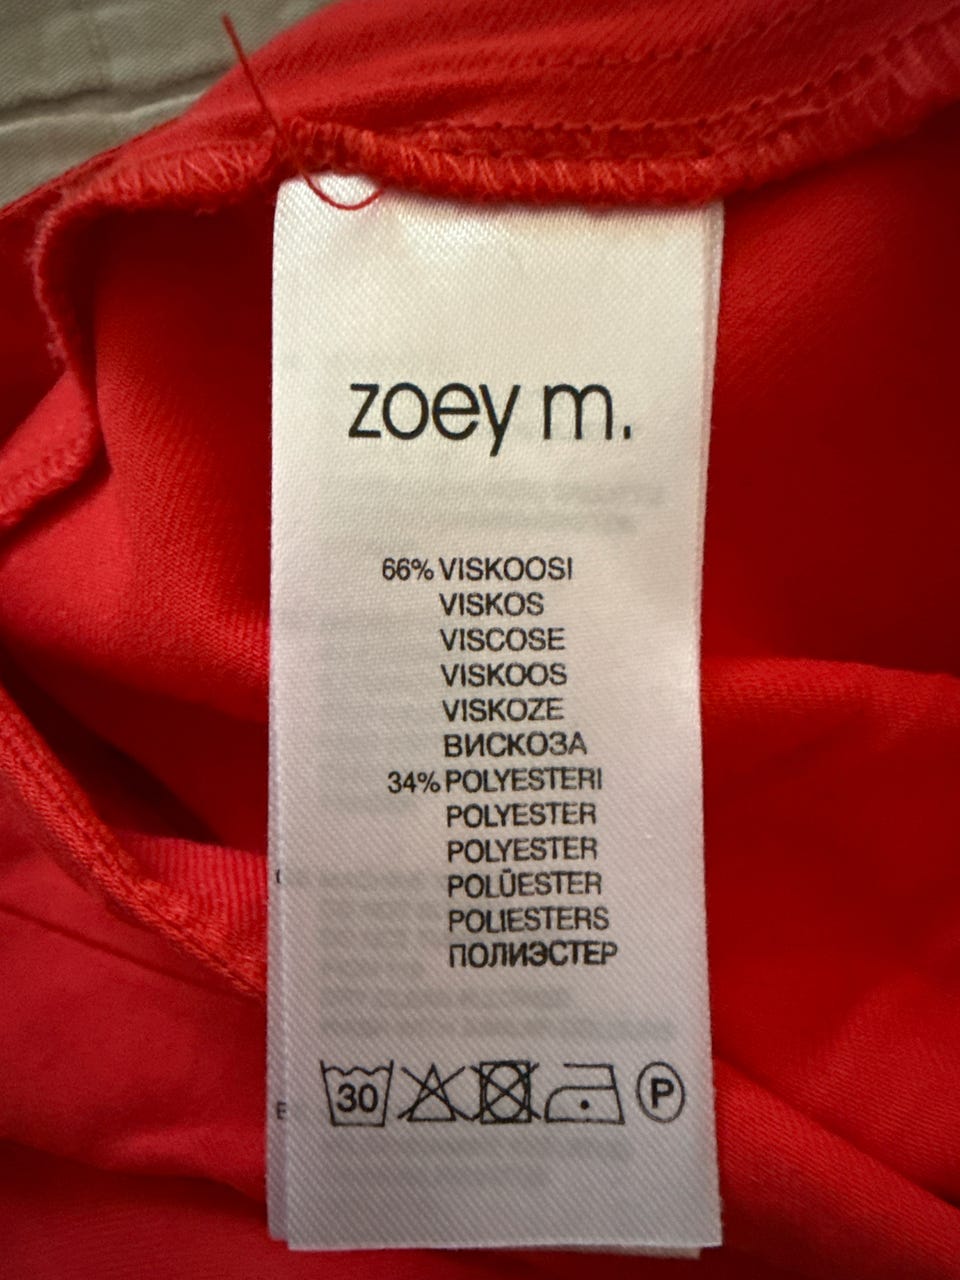 zoey m.
66% VISKOOSI
VISKOS
VISCOSE
VISKOOS
VISKOZE
ВИСКОЗА
34% POLYESTERI
POLYESTER
POLYESTER
POLÜESTER
POLIESTERS
ПОЛИЭСТЕР
30 P